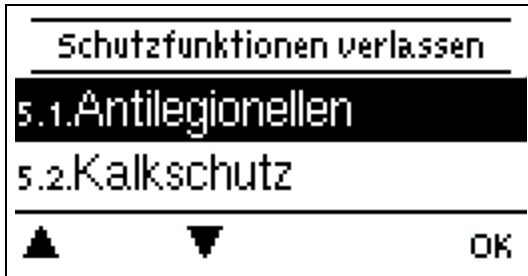 Schutzfunktionen verlassen
5.1.Antilegionellen
5.2.Kalkschutz
▲ ▼ OK